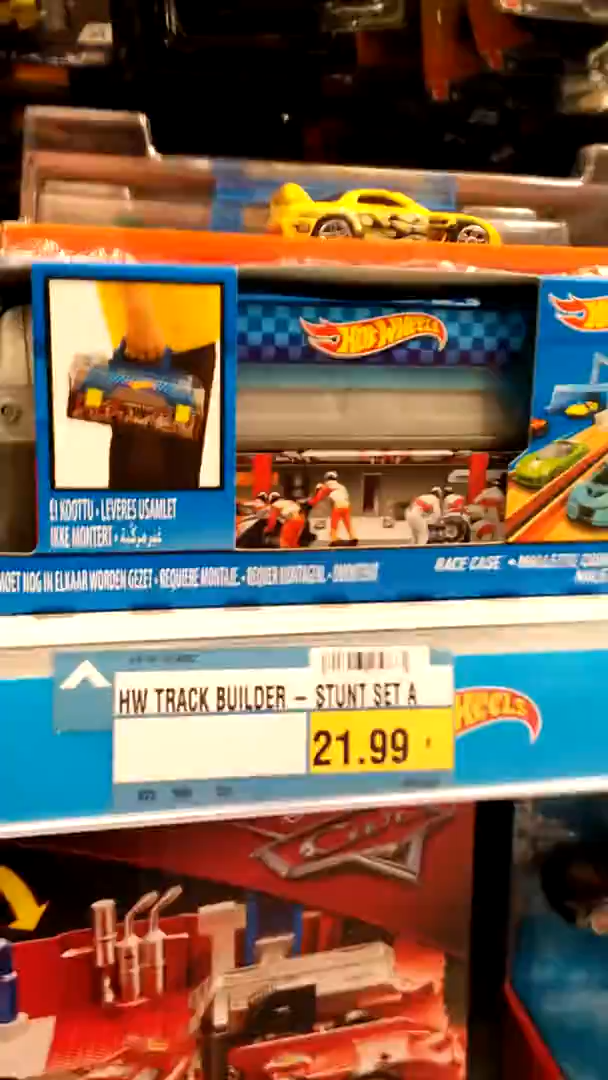 HOT WHEELS
EI KOOTTU • LEVERES USAMLET
IKKE MONTERT • غير مركبة
MOET NOG IN ELKAAR WORDEN GEZET • REQUIERE MONTAJE • REQUER MONTAGEM •
RACE CASE •
HW TRACK BUILDER – STUNT SET A
21.99
WHEELS